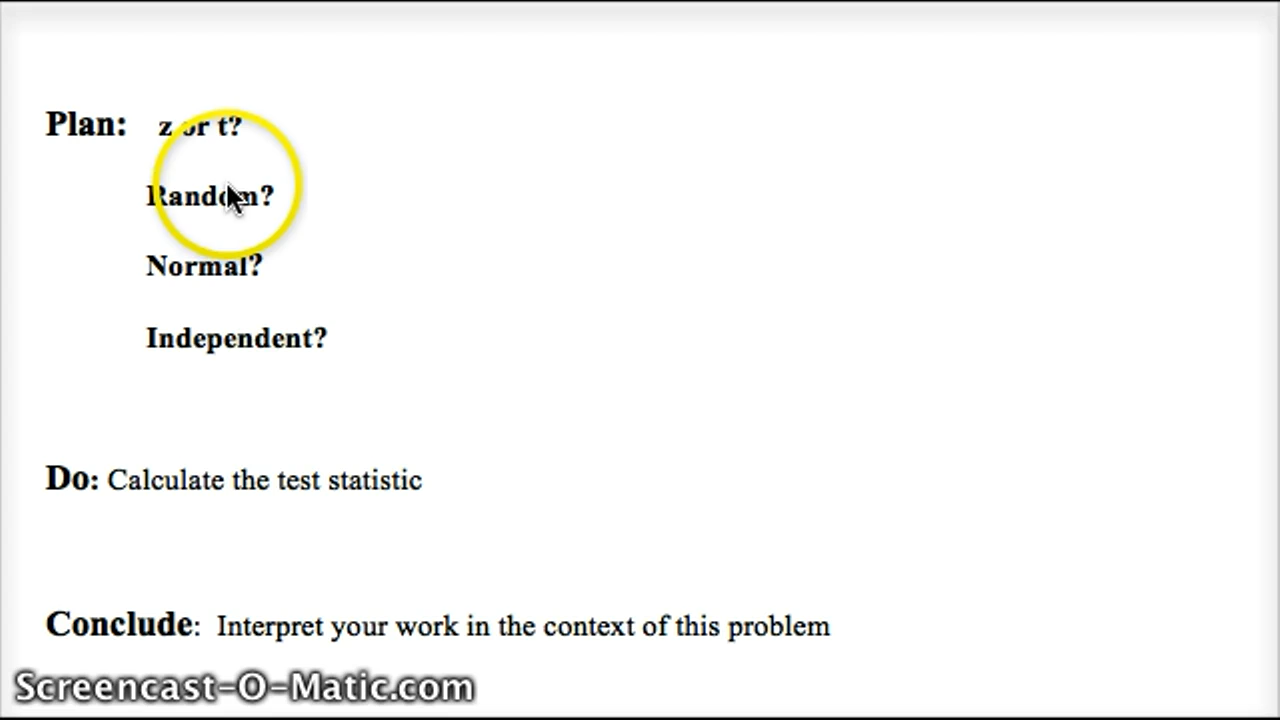 Plan: z or t?
Random?
Normal?
Independent?
Do: Calculate the test statistic
Conclude: Interpret your work in the context of this problem
Screencast-O-Matic.com